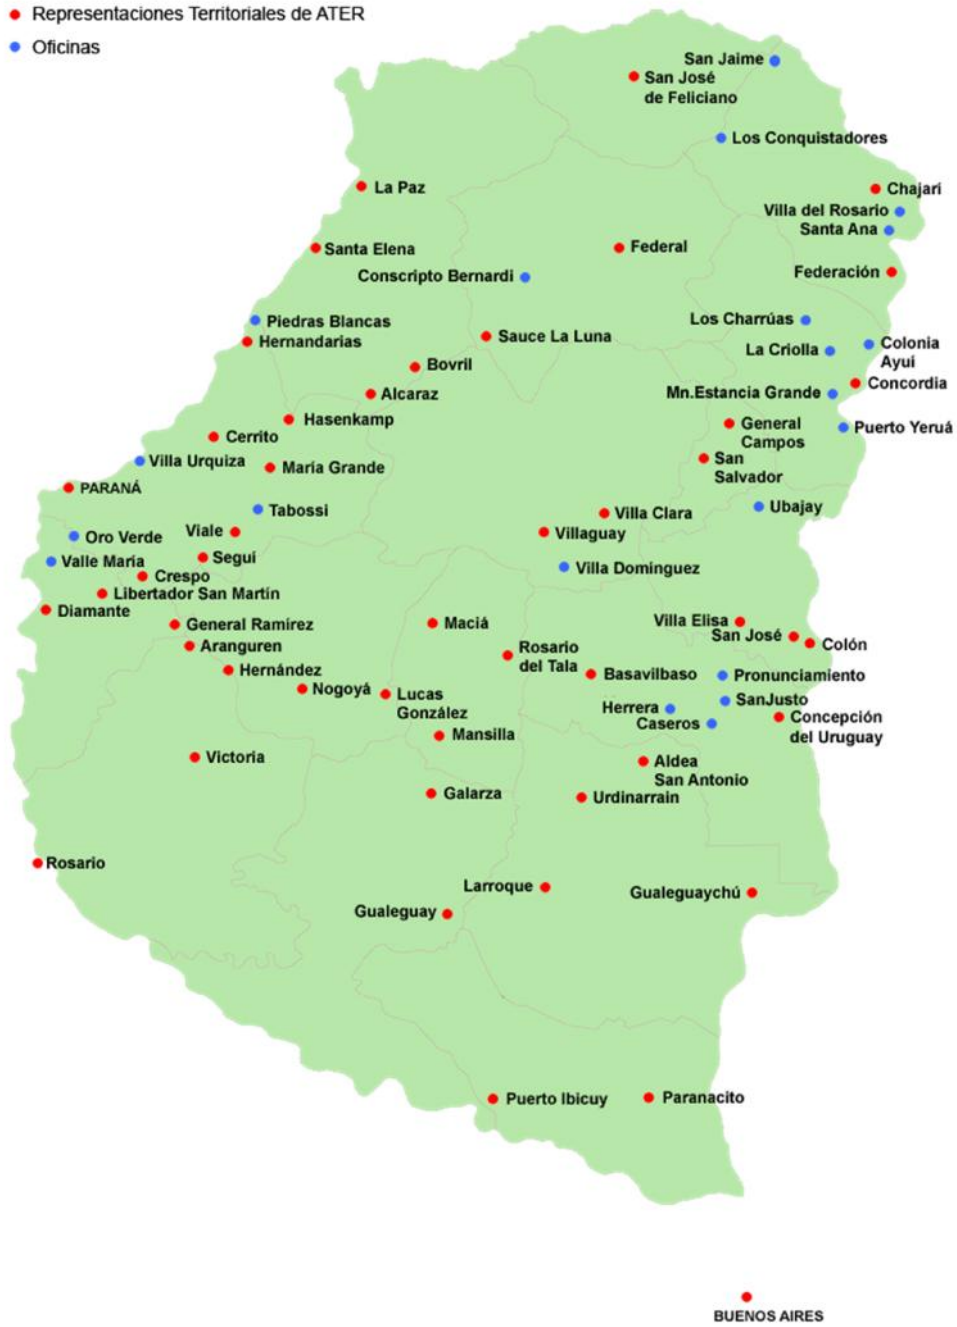 Representaciones Territoriales de ATER
Oficinas
San Jaime
San José
de Feliciano
Los Conquistadores
La Paz
Chajarí
Villa del Rosario
Santa Ana
Santa Elena
Federal
Conscripto Bernardi
Federación
Piedras Blancas
Los Charrúas
Hernandarias
Sauce La Luna
La Criolla
Colonia
Ayuí
Bovril
Concordia
Alcaraz
Mn.Estancia Grande
Hasenkamp
General
Campos
Puerto Yeruá
Cerrito
Villa Urquiza
María Grande
San
Salvador
PARANÁ
Tabossi
Ubajay
Villa Clara
Oro Verde
Viale
Villaguay
Valle María
Seguí
Villa Dominguez
Crespo
Libertador San Martín
Diamante
General Ramírez
Maciá
Villa Elisa
San José
Colón
Aranguren
Rosario
del Tala
Hernández
Basavilbaso
Pronunciamiento
Nogoyá
Lucas
González
SanJusto
Herrera
Caseros
Concepción
del Uruguay
Mansilla
Victoria
Aldea
San Antonio
Galarza
Urdinarrain
Rosario
Larroque
Gualeguaychú
Gualeguay
Puerto Ibicuy
Paranacito
BUENOS AIRES